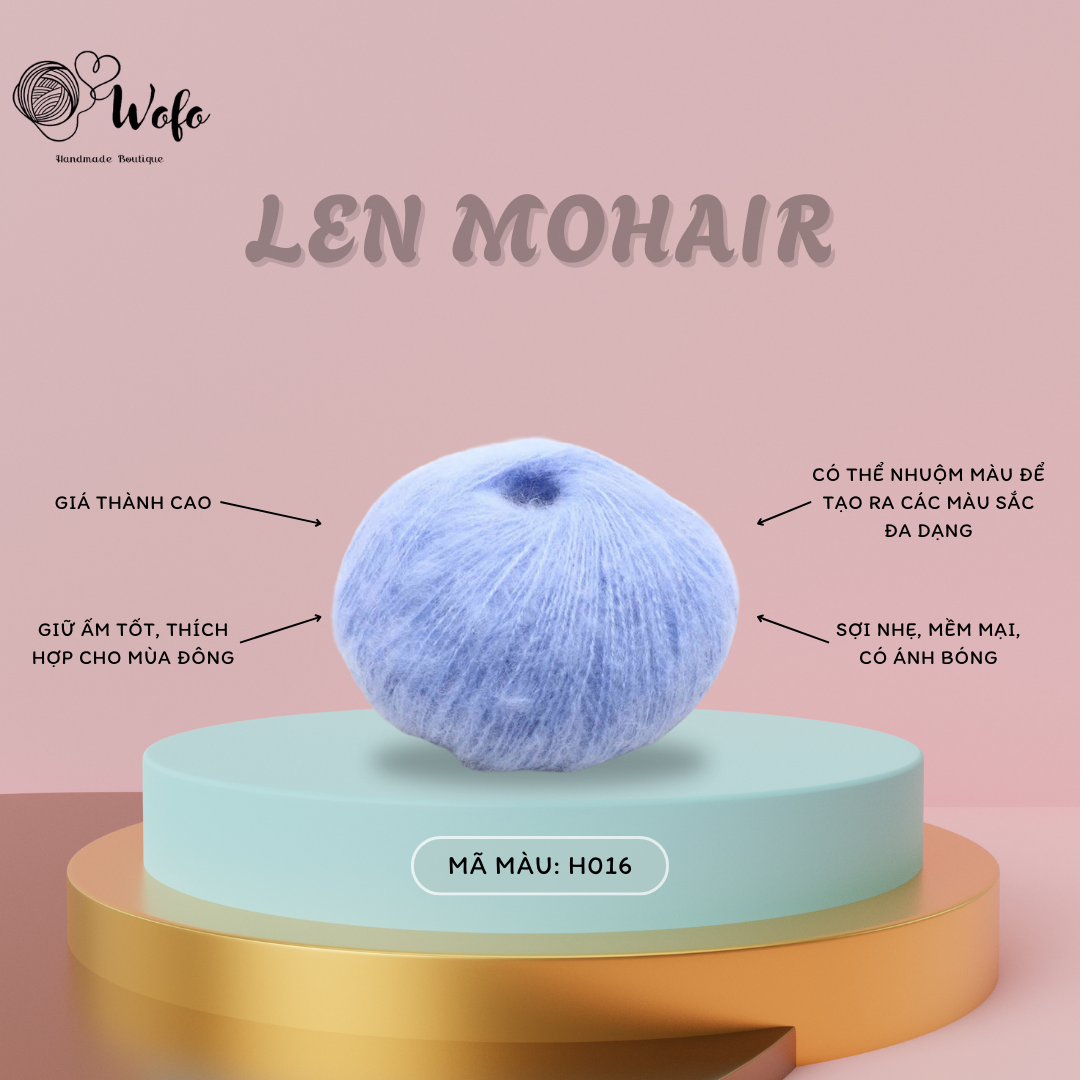 Wofo
Handmade Boutique
LEN MOHAIR
GIÁ THÀNH CAO
GIỮ ẤM TỐT, THÍCH
HỢP CHO MÙA ĐÔNG
CÓ THỂ NHUỘM MÀU ĐỂ
TẠO RA CÁC MÀU SẮC
ĐA DẠNG
SỢI NHẸ, MỀM MẠI,
CÓ ÁNH BÓNG
MÃ MÀU: H016